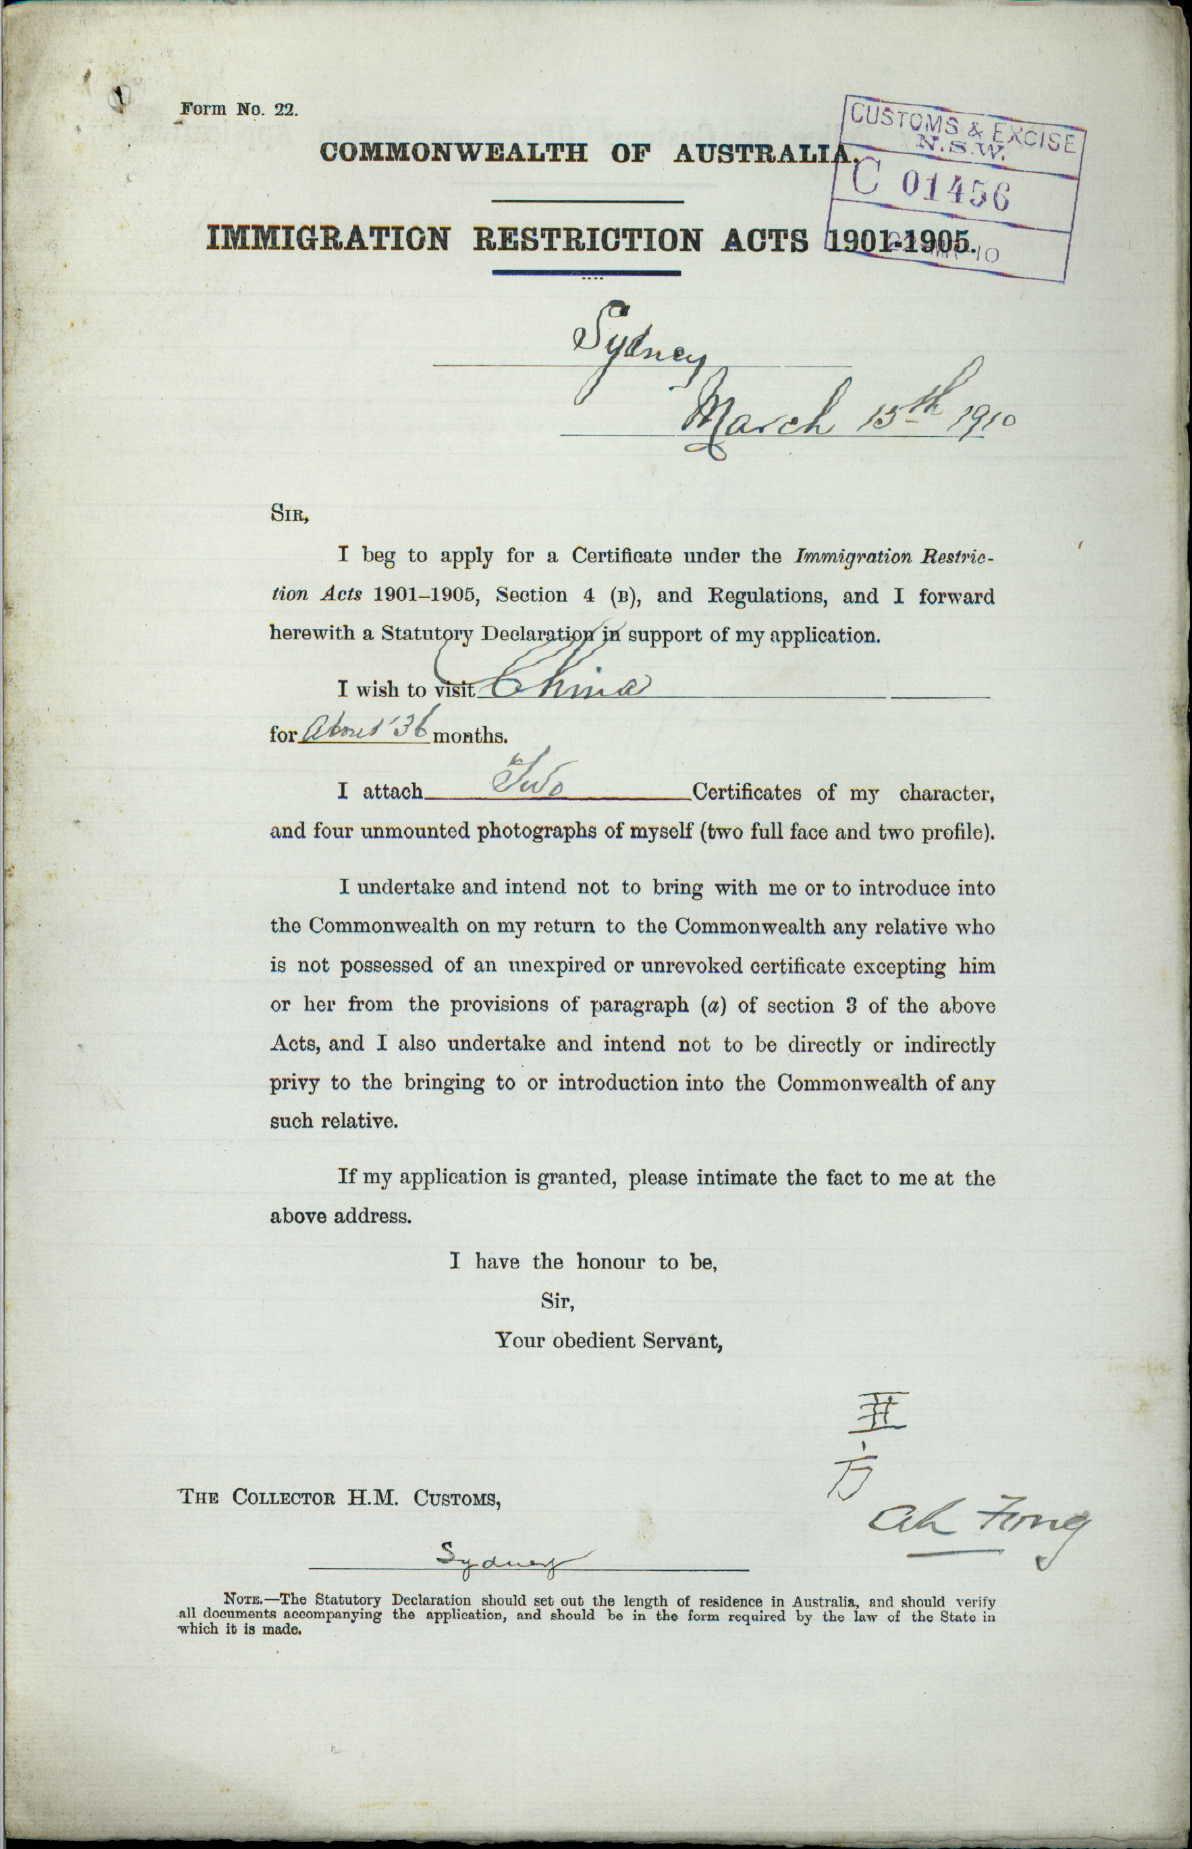 Form No. 22.
COMMONWEALTH OF AUSTRALIA.
CUSTOMS & EXCISE
N.S.W.
C 01456
10
IMMIGRATION RESTRICTION ACTS 1901-1905.
Sydney
March 15th 1910
SIR,
I beg to apply for a Certificate under the Immigration Restric-
tion Acts 1901–1905, Section 4 (B), and Regulations, and I forward
herewith a Statutory Declaration in support of my application.
I wish to visit China
for About 36 months.
I attach Two Certificates of my character,
and four unmounted photographs of myself (two full face and two profile).
I undertake and intend not to bring with me or to introduce into
the Commonwealth on my return to the Commonwealth any relative who
is not possessed of an unexpired or unrevoked certificate excepting him
or her from the provisions of paragraph (a) of section 3 of the above
Acts, and I also undertake and intend not to be directly or indirectly
privy to the bringing to or introduction into the Commonwealth of any
such relative.
If my application is granted, please intimate the fact to me at the
above address.
I have the honour to be,
Sir,
Your obedient Servant,
亞
方
Ah Fong
THE COLLECTOR H.M. CUSTOMS,
Sydney
NOTE.—The Statutory Declaration should set out the length of residence in Australia, and should verify
all documents accompanying the application, and should be in the form required by the law of the State in
which it is made.